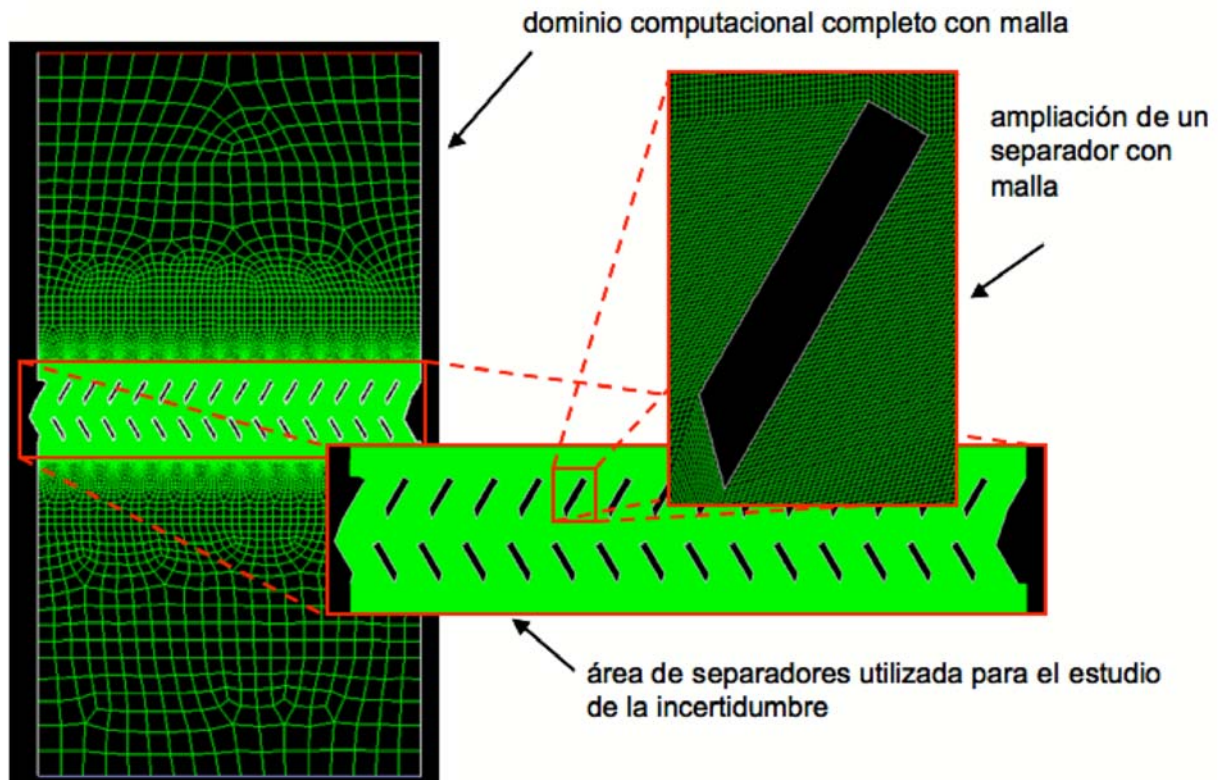 dominio computacional completo con malla
ampliación de un
separador con
malla
área de separadores utilizada para el estudio
de la incertidumbre